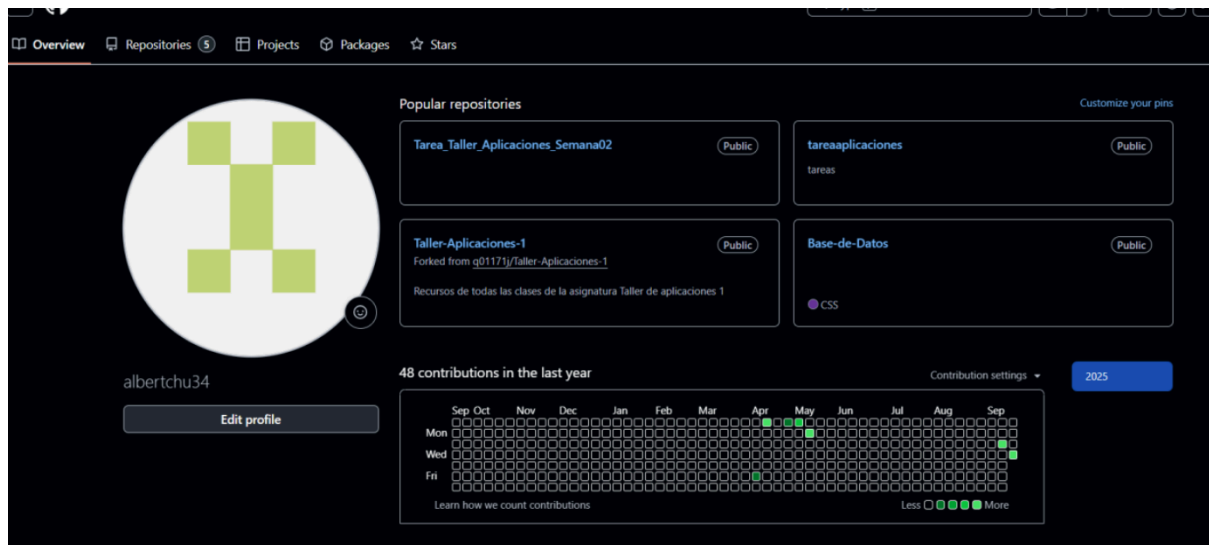 Overview Repositories 5 Projects Packages Stars
Popular repositories Customize your pins
Tarea_Taller_Aplicaciones_Semana02 Public
tareaaplicaciones Public
tareas
Taller-Aplicaciones-1 Public
Forked from q01171j/Taller-Aplicaciones-1
Recursos de todas las clases de la asignatura Taller de aplicaciones 1
Base-de-Datos Public
CSS
albertchu34
Edit profile
48 contributions in the last year Contribution settings 2025
Sep Oct Nov Dec Jan Feb Mar Apr May Jun Jul Aug Sep
Mon
Wed
Fri
Learn how we count contributions Less More